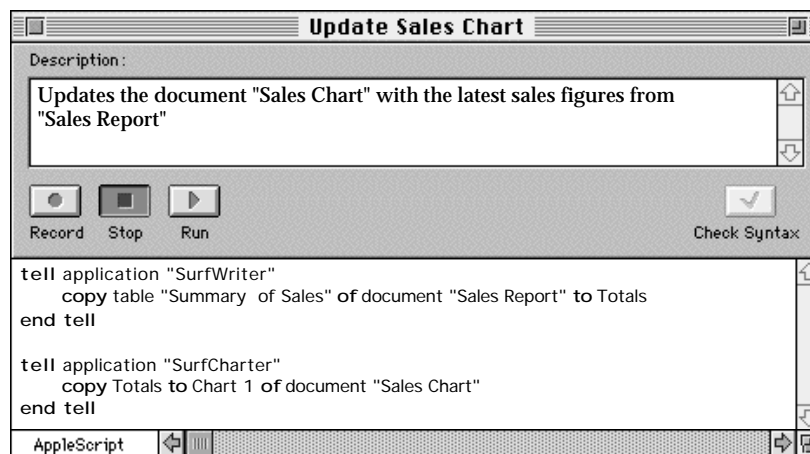 Update Sales Chart
Description:
Updates the document "Sales Chart" with the latest sales figures from
"Sales Report"
Record Stop Run Check Syntax
tell application "SurfWriter"
copy table "Summary of Sales" of document "Sales Report" to Totals
end tell
tell application "SurfCharter"
copy Totals to Chart 1 of document "Sales Chart"
end tell
AppleScript